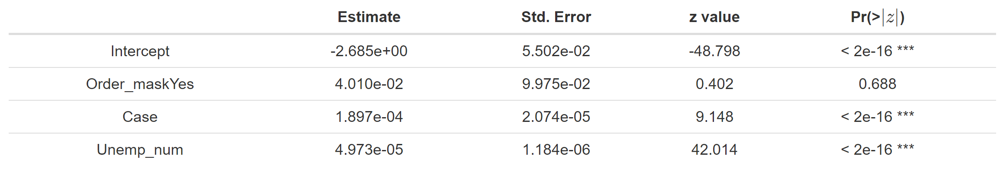 Estimate Std. Error z value Pr(>|z|)
Intercept -2.685e+00 5.502e-02 -48.798 < 2e-16 ***
Order_maskYes 4.010e-02 9.975e-02 0.402 0.688
Case 1.897e-04 2.074e-05 9.148 < 2e-16 ***
Unemp_num 4.973e-05 1.184e-06 42.014 < 2e-16 ***